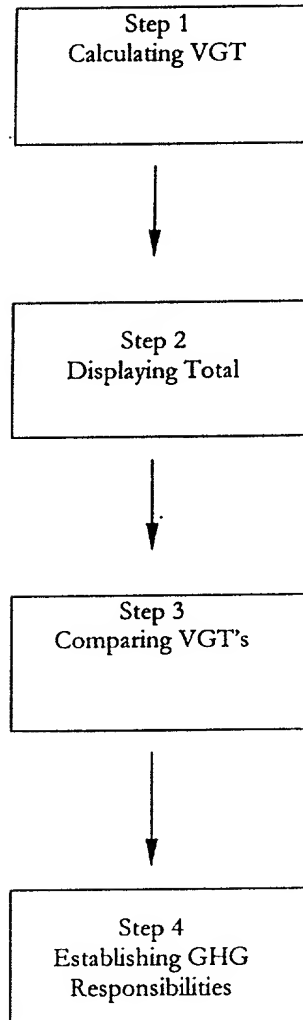 Step 1
Calculating VGT
Step 2
Displaying Total
Step 3
Comparing VGT's
Step 4
Establishing GHG
Responsibilities